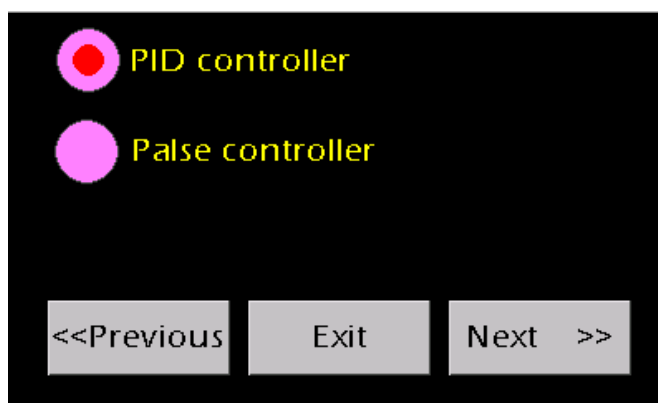 PID controller
Palse controller
<<Previous
Exit
Next >>